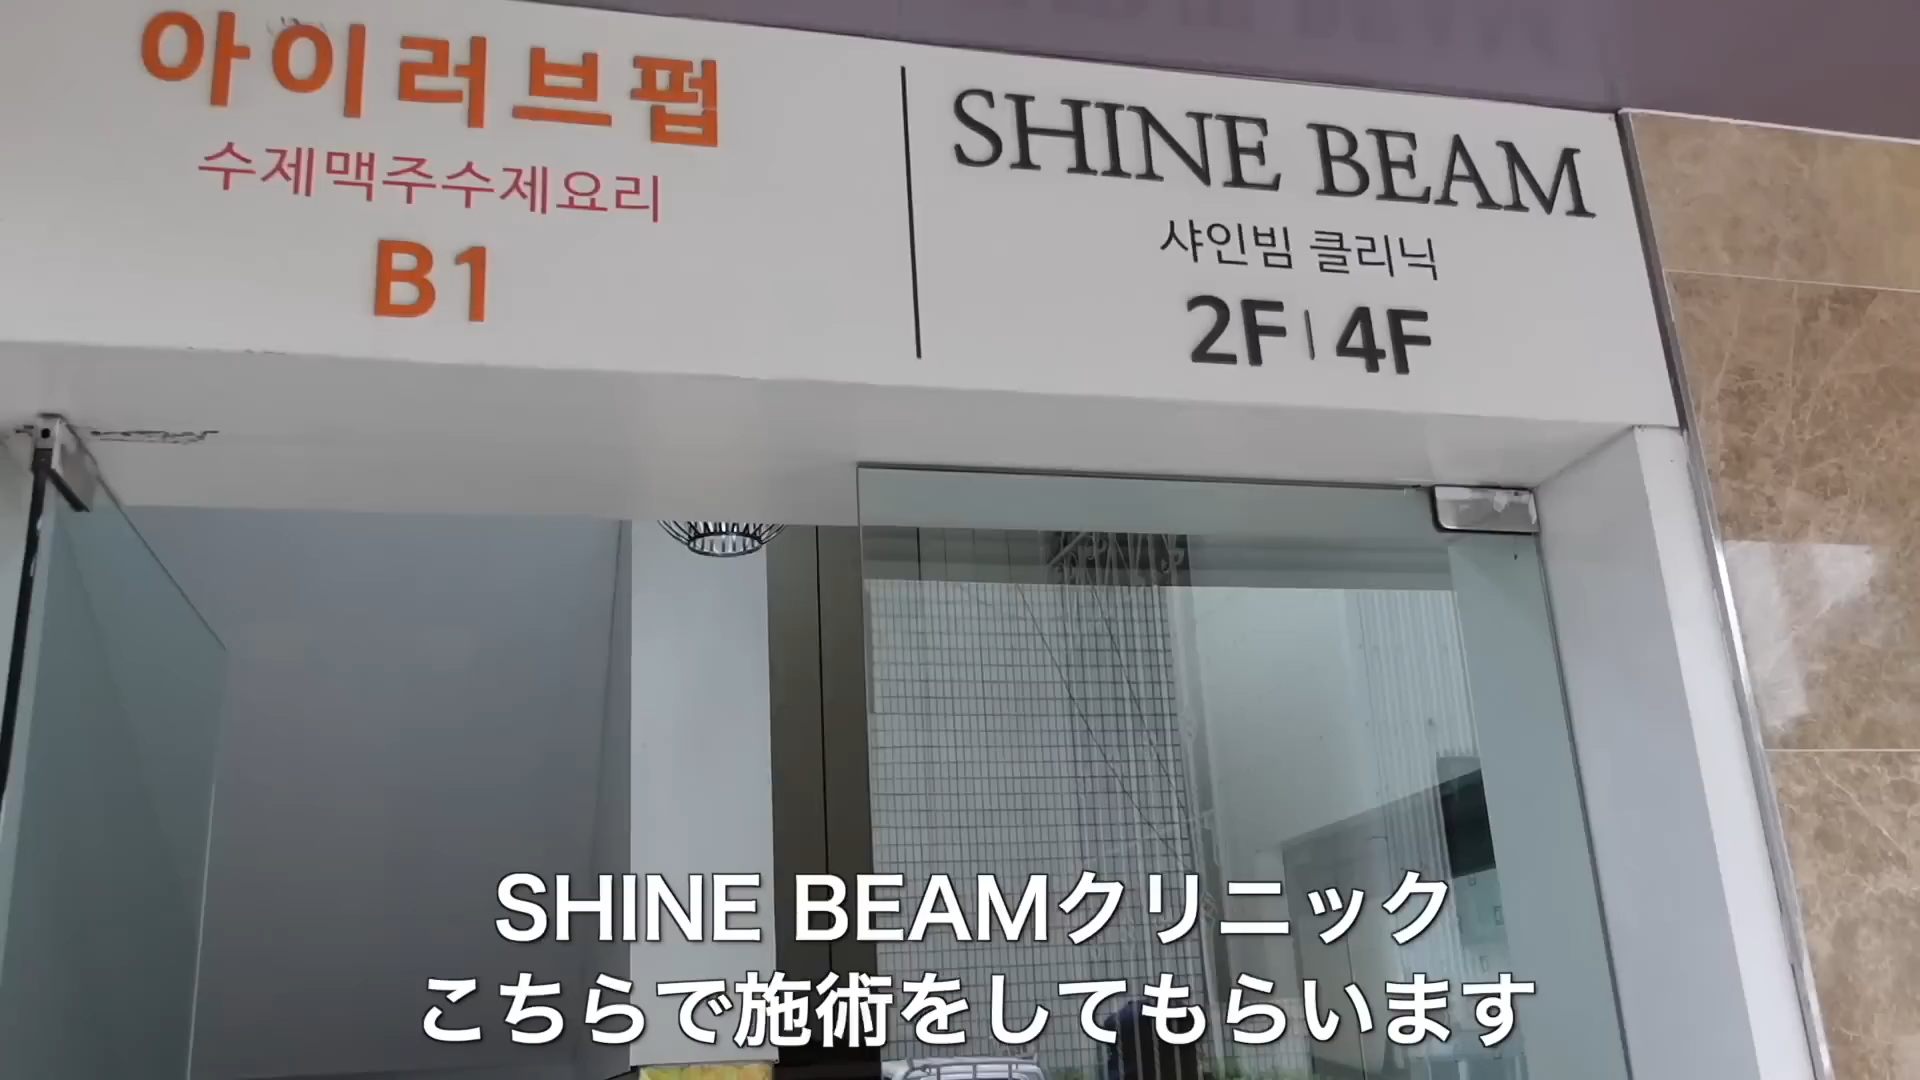 아이러브펍
수제맥주수제요리
B1
SHINE BEAM
샤인빔 클리닉
2F | 4F
SHINE BEAMクリニック
こちらで施術をしてもらいます